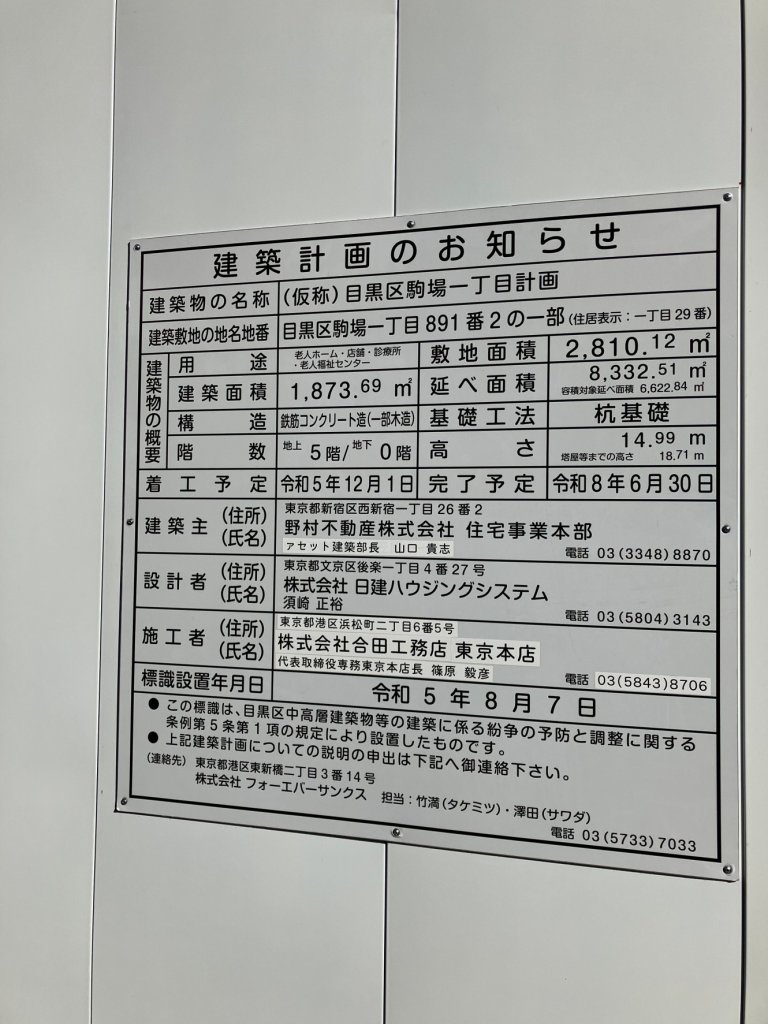 建築計画のお知らせ
建築物の名称 (仮称)目黒区駒場一丁目計画
建築敷地の地名地番 目黒区駒場一丁目891番2の一部(住居表示:一丁目29番)
建築物の概要
用途 老人ホーム・店舗・診療所・老人福祉センター 敷地面積 2,810.12㎡
建築面積 1,873.69㎡ 延べ面積 8,332.51㎡
容積対象延べ面積 6,622.84㎡
構造 鉄筋コンクリート造(一部木造) 基礎工法 杭基礎
階数 地上5階/地下0階 高さ 14.99m
塔屋等までの高さ 18.71m
着工予定 令和5年12月1日 完了予定 令和8年6月30日
建築主(住所)(氏名) 東京都新宿区西新宿一丁目26番2
野村不動産株式会社 住宅事業本部
アセット建築部長 山口 貴志 電話 03(3348)8870
設計者(住所)(氏名) 東京都文京区後楽一丁目4番27号
株式会社 日建ハウジングシステム
須崎 正裕 電話 03(5804)3143
施工者(住所)(氏名) 東京都港区浜松町二丁目6番5号
株式会社合田工務店 東京本店
代表取締役専務東京本店長 篠原 毅彦 電話 03(5843)8706
標識設置年月日 令和5年8月7日
●この標識は、目黒区中高層建築物等の建築に係る紛争の予防と調整に関する
条例第5条第1項の規定により設置したものです。
●上記建築計画についての説明の申出は下記へ御連絡下さい。
(連絡先) 東京都港区東新橋二丁目3番14号
株式会社 フォーエバーサンクス 担当:竹満(タケミツ)・澤田(サワダ)
電話 03(5733)7033